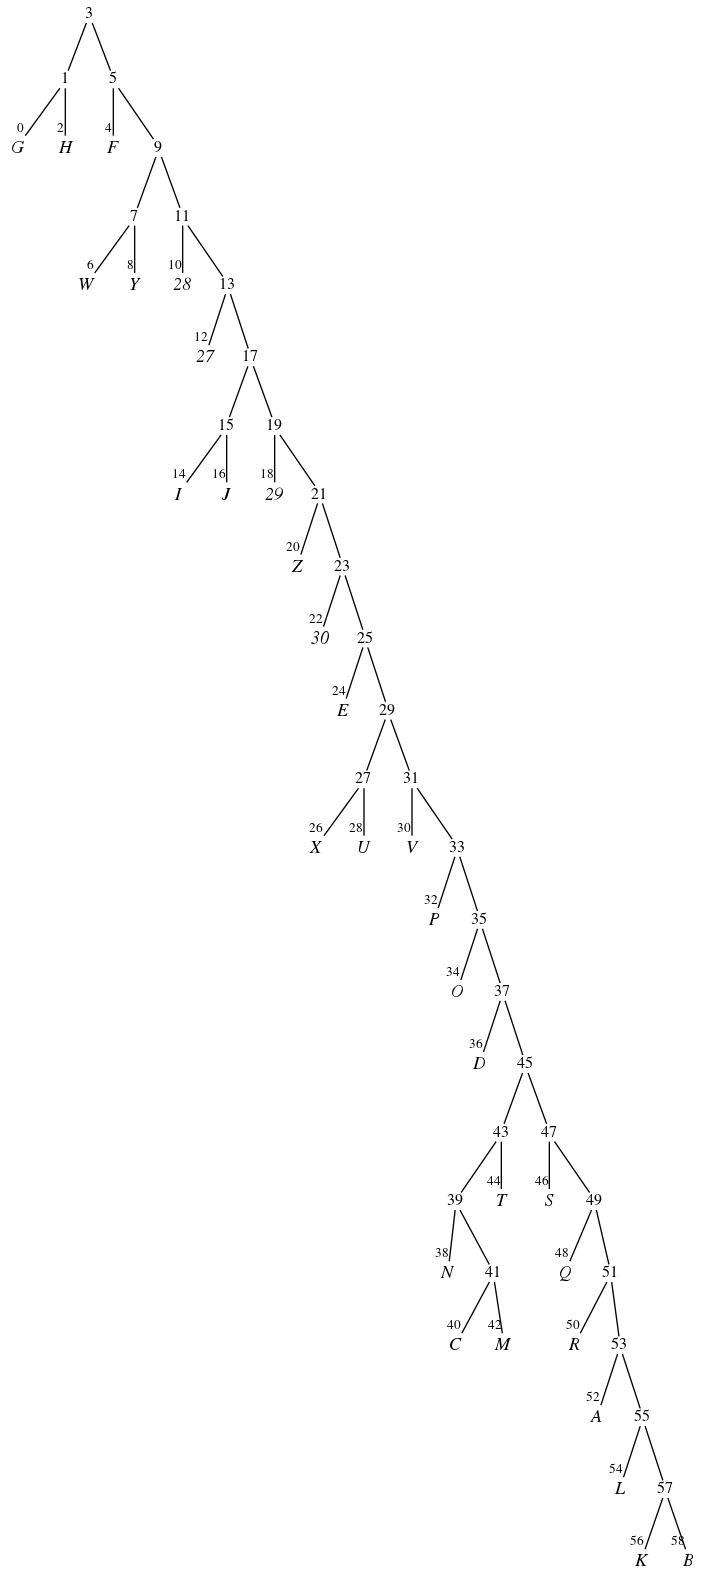 3
1 5
0 2 4
G H F 9
7 11
6 8 10
W Y 28 13
12
27 17
15 19
14 16 18
I J 29 21
20
Z 23
22
30 25
24
E 29
27 31
26 28 30
X U V 33
32
P 35
34
O 37
36
D 45
43 47
44 46
39 T S 49
38 48
N 41 Q 51
40 42 50
C M R 53
52
A 55
54
L 57
56 58
K B